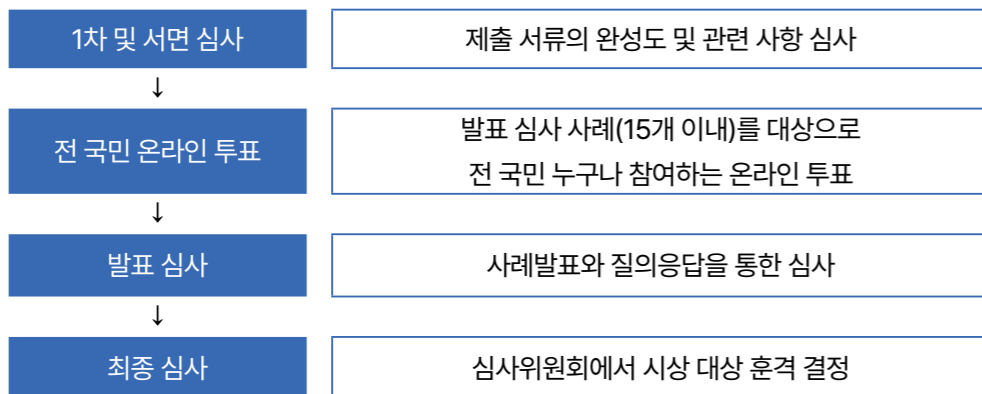 1차 및 서면 심사
제출 서류의 완성도 및 관련 사항 심사
↓
전 국민 온라인 투표
발표 심사 사례(15개 이내)를 대상으로
전 국민 누구나 참여하는 온라인 투표
↓
발표 심사
사례발표와 질의응답을 통한 심사
↓
최종 심사
심사위원회에서 시상 대상 훈격 결정